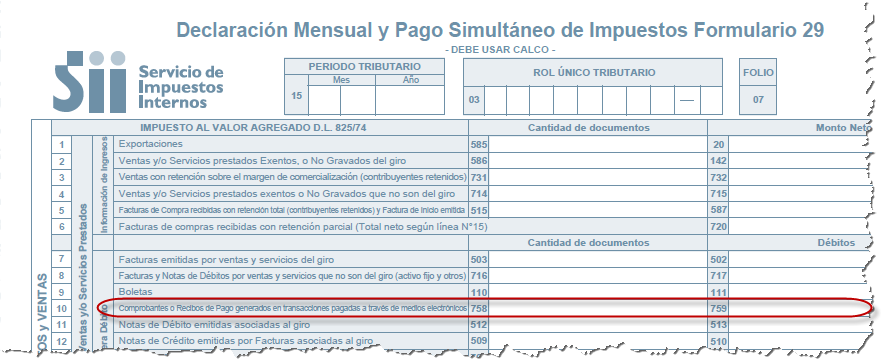 Declaración Mensual y Pago Simultáneo de Impuestos Formulario 29
- DEBE USAR CALCO -
Sii Servicio de
Impuestos
Internos
PERIODO TRIBUTARIO
Mes Año
15
ROL ÚNICO TRIBUTARIO
03 —
FOLIO
07
IMPUESTO AL VALOR AGREGADO D.L. 825/74 Cantidad de documentos Monto Neto
1 Exportaciones 585 20
2 Ventas y/o Servicios prestados Exentos, o No Gravados del giro 586 142
3 Ventas con retención sobre el margen de comercialización (contribuyentes retenidos) 731 732
4 Ventas y/o Servicios prestados exentos o No Gravados que no son del giro 714 715
5 Facturas de Compra recibidas con retención total (contribuyentes retenidos) y Factura de Inicio emitida 515 587
6 Facturas de compras recibidas con retención parcial (Total neto según línea N°15) 720
Cantidad de documentos Débitos
7 Facturas emitidas por ventas y servicios del giro 503 502
8 Facturas y Notas de Débitos por ventas y servicios que no son del giro (activo fijo y otros) 716 717
9 Boletas 110 111
10 Comprobantes o Recibos de Pago generados en transacciones pagadas a través de medios electrónicos 758 759
11 Notas de Débito emitidas asociadas al giro 512 513
12 Notas de Crédito emitidas por Facturas asociadas al giro 509 510
Información de Ingresos
Ventas y/o Servicios Prestados
era Débito
OS y VENTAS